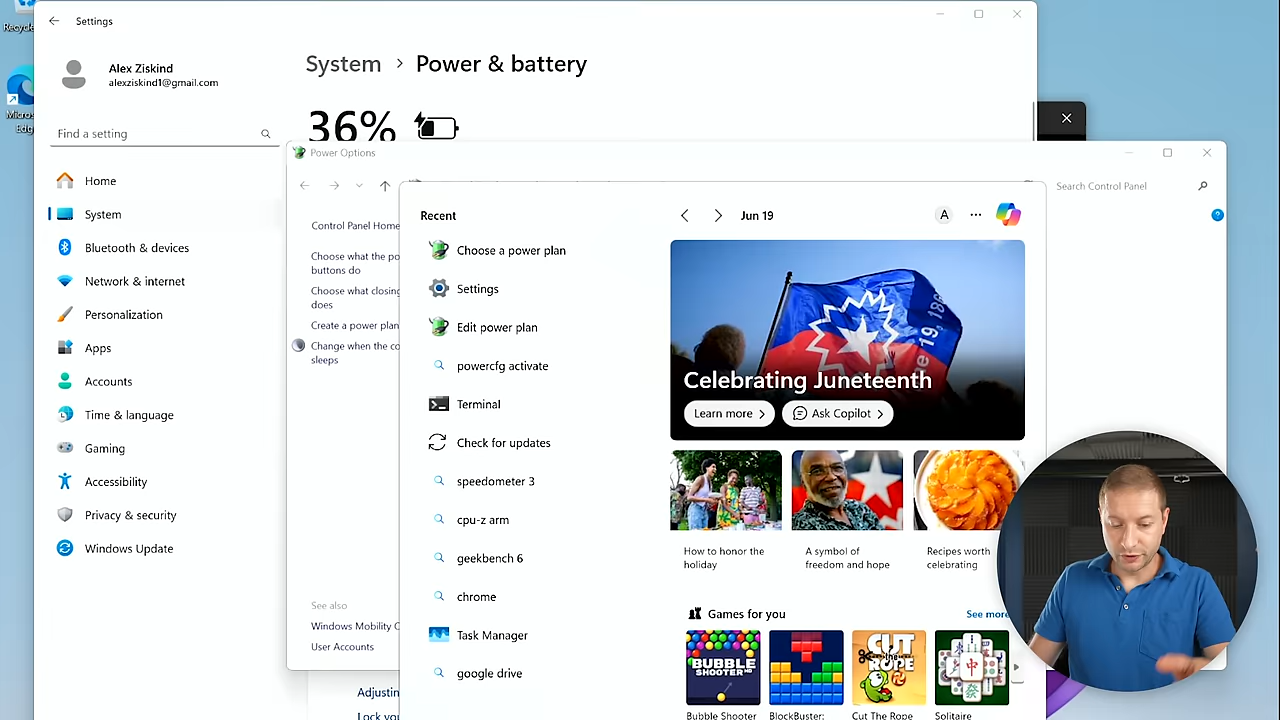 Recycle
Settings
Alex Ziskind
alexziskind1@gmail.com
System > Power & battery
36%
Find a setting
Home
System
Bluetooth & devices
Network & internet
Personalization
Apps
Accounts
Time & language
Gaming
Accessibility
Privacy & security
Windows Update
Power Options
Search Control Panel
Control Panel Home
Choose what the po
buttons do
Choose what closing
does
Create a power plan
Change when the co
sleeps
See also
Windows Mobility C
User Accounts
Adjustin
Lock you
Recent
Choose a power plan
Settings
Edit power plan
powercfg activate
Terminal
Check for updates
speedometer 3
cpu-z arm
geekbench 6
chrome
Task Manager
google drive
Jun 19
A
Celebrating Juneteenth
Learn more
Ask Copilot
How to honor the
holiday
A symbol of
freedom and hope
Recipes worth
celebrating
Games for you
See more
BUBBLE
SHOOTER HD
CUT
THE
ROPE
Bubble Shooter
BlockBuster:
Cut The Rope
Solitaire